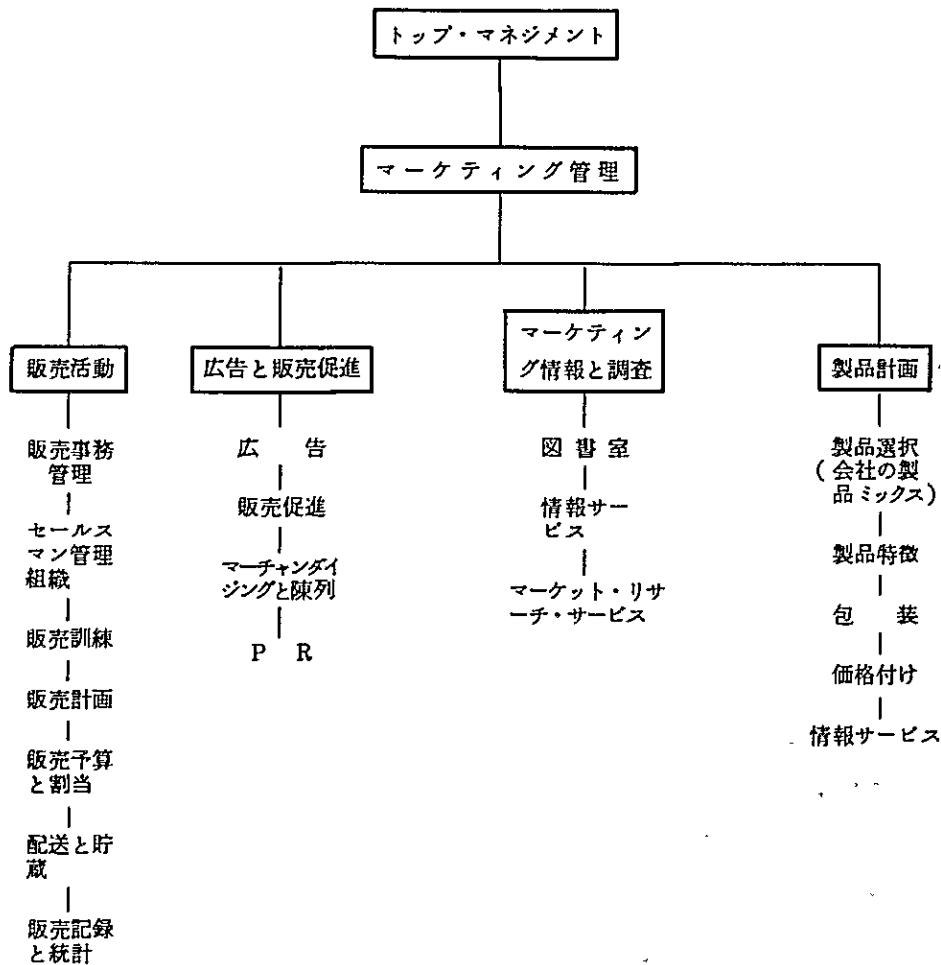 トップ・マネジメント
マーケティング管理
販売活動
販売事務
管理
セールス
マン管理
組織
販売訓練
販売計画
販売予算
と割当
配送と貯
蔵
販売記録
と統計
広告と販売促進
広 告
販売促進
マーチャンダイ
ジングと陳列
P R
マーケティン
グ情報と調査
図書室
情報サー
ビス
マーケット・リサ
ーチ・サービス
製品計画
製品選択
(会社の製
品ミックス)
製品特徴
包 装
価格付け
情報サービス